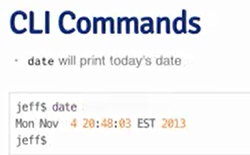 CLI Commands
· date will print today's date
jeff$ date
Mon Nov  4 20:48:03 EST 2013
jeff$